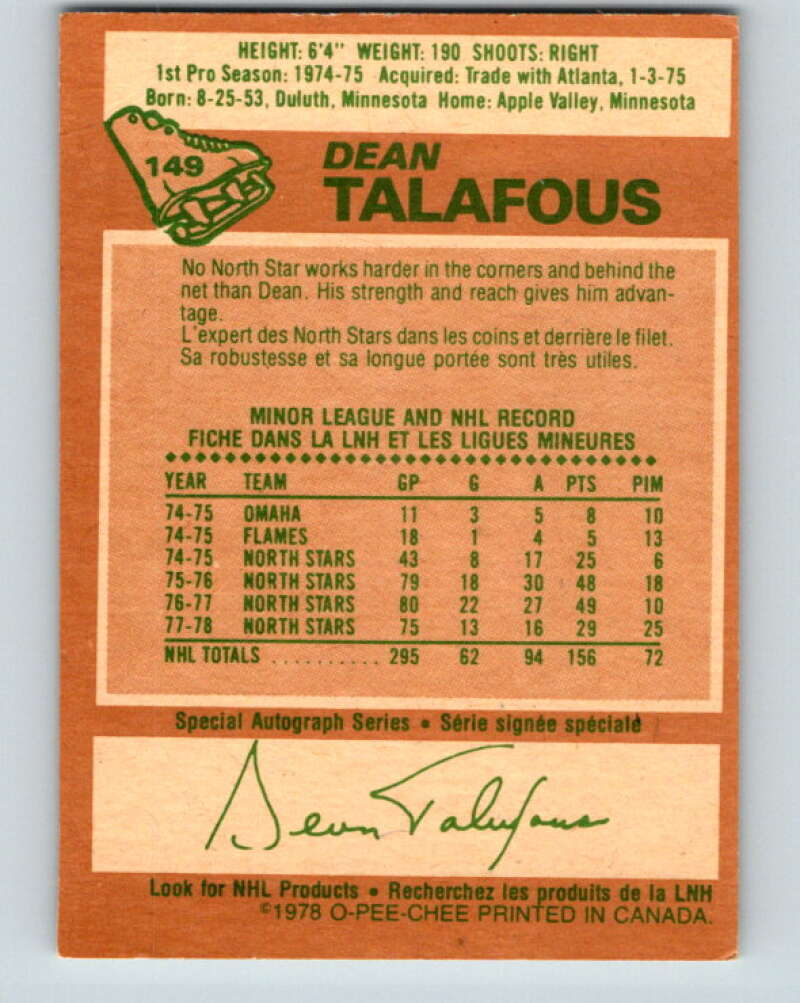 HEIGHT: 6'4" WEIGHT: 190 SHOOTS: RIGHT
1st Pro Season: 1974-75 Acquired: Trade with Atlanta, 1-3-75
Born: 8-25-53, Duluth, Minnesota Home: Apple Valley, Minnesota
149
DEAN
TALAFOUS
No North Star works harder in the corners and behind the
net than Dean. His strength and reach gives him advan-
tage.
L'expert des North Stars dans les coins et derrière le filet.
Sa robustesse et sa longue portée sont très utiles.
MINOR LEAGUE AND NHL RECORD
FICHE DANS LA LNH ET LES LIGUES MINEURES
YEAR TEAM GP G A PTS PIM
74-75 OMAHA 11 3 5 8 10
74-75 FLAMES 18 1 4 5 13
74-75 NORTH STARS 43 8 17 25 6
75-76 NORTH STARS 79 18 30 48 18
76-77 NORTH STARS 80 22 27 49 10
77-78 NORTH STARS 75 13 16 29 25
NHL TOTALS .......... 295 62 94 156 72
Special Autograph Series • Série signée spéciale
Dean Talafous
Look for NHL Products • Recherchez les produits de la LNH
©1978 O-PEE-CHEE PRINTED IN CANADA.